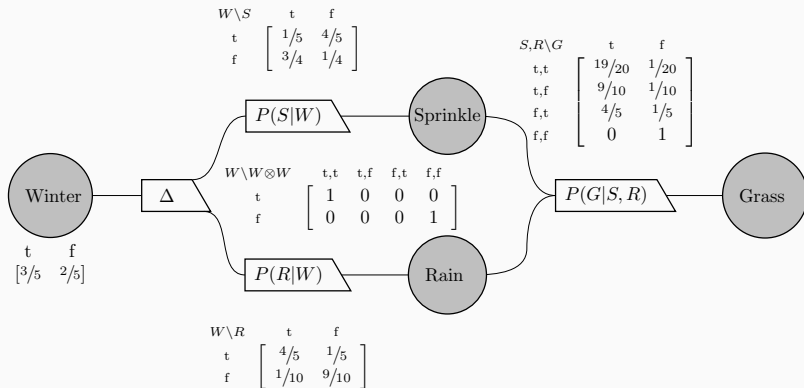 W\S t f
t 1/5 4/5
f 3/4 1/4
S,R\G t f
t,t 19/20 1/20
t,f 9/10 1/10
f,t 4/5 1/5
f,f 0 1
P(S|W)
Sprinkle
Winter
Δ
W\W⊗W t,t t,f f,t f,f
t 1 0 0 0
f 0 0 0 1
P(G|S, R)
Grass
t f
[3/5 2/5]
P(R|W)
Rain
W\R t f
t 4/5 1/5
f 1/10 9/10